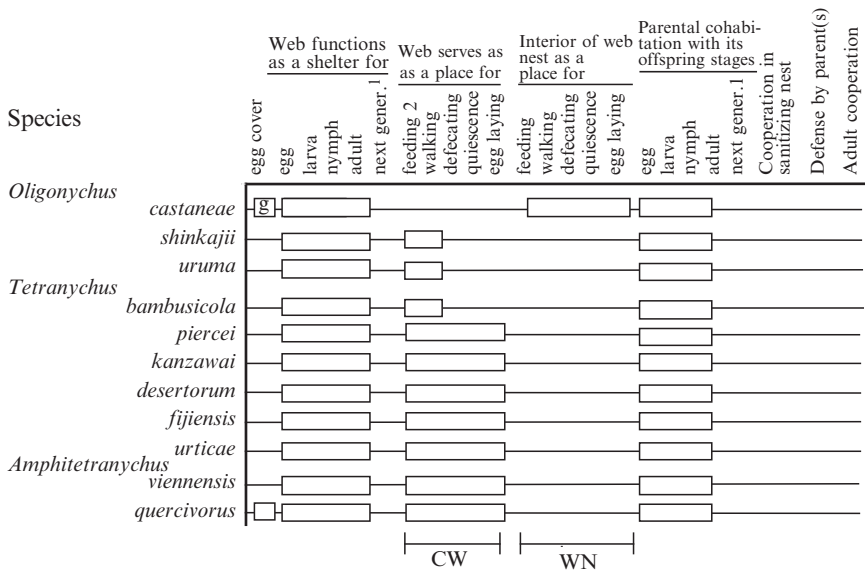 Web functions
as a shelter for
Web serves as
as a place for
Interior of web
nest as a
place for
Parental cohabi-
tation with its
offspring stages
Species
egg cover
egg
larva
nymph
adult
next gener.1
feeding 2
walking
defecating
quiescence
egg laying
feeding
walking
defecating
quiescence
egg laying
egg
larva
nymph
adult
next gener.1
Cooperation in
sanitizing nest
Defense by parent(s)
Adult cooperation
Oligonychus
castaneae
g
shinkajii
uruma
Tetranychus
bambusicola
piercei
kanzawai
desertorum
fijiensis
urticae
Amphitetranychus
viennensis
quercivorus
CW
WN